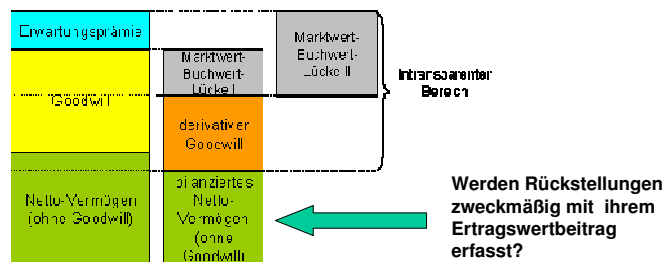 Erwartungsprämie
Goodwill
Netto-Vermögen
(ohne Goodwill)
Marktwert-
Buchwert-
Lücke I
derivativer
Goodwill
bilanziertes
Netto-
Vermögen
(ohne
Goodwill)
Marktwert-
Buchwert-
Lücke II
Intransparenter
Bereich
Werden Rückstellungen
zweckmäßig mit ihrem
Ertragswertbeitrag
erfasst?